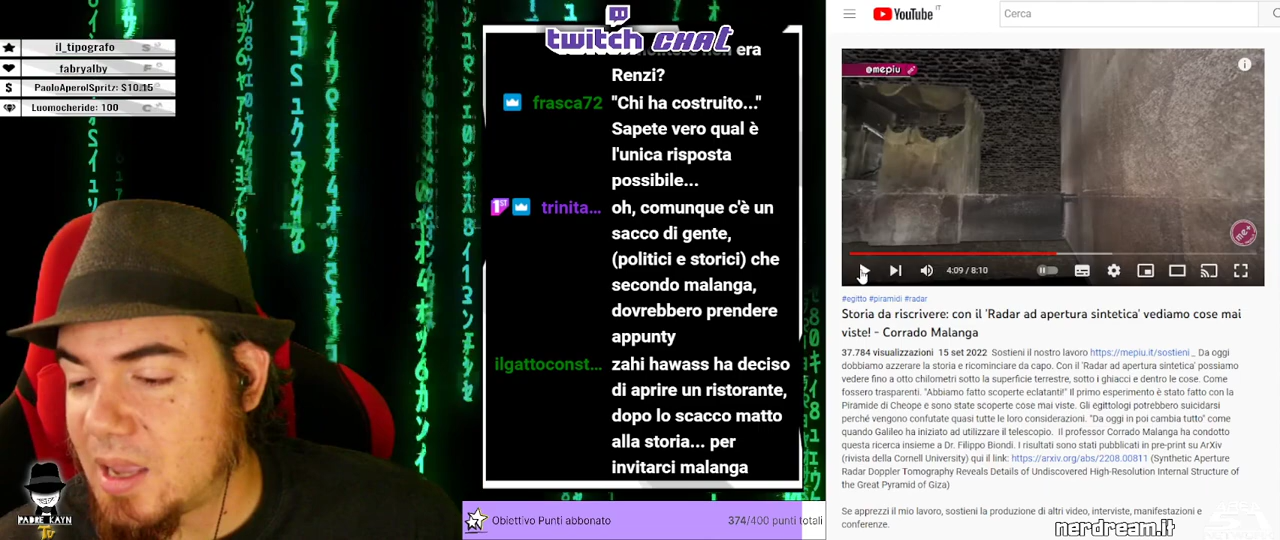 il_tipografo
fabryalby
PaoloAperolSpritz: $10.15
Luomocheride: 100
PADRE KAYN
TV
twitch CHAT
era
Renzi?
frasca72 "Chi ha costruito..."
Sapete vero qual è
l'unica risposta
possibile...
1ST trinita... oh, comunque c'è un
sacco di gente,
(politici e storici) che
secondo malanga,
dovrebbero prendere
appunty
ilgattoconst... zahi hawass ha deciso
di aprire un ristorante,
dopo lo scacco matto
alla storia... per
invitarci malanga
Obiettivo Punti abbonato 374/400 punti totali
YouTube IT
Cerca
@mepiu
me+
4:09 / 8:10
#egitto #piramidi #radar
Storia da riscrivere: con il 'Radar ad apertura sintetica' vediamo cose mai
viste! - Corrado Malanga
37.784 visualizzazioni 15 set 2022 Sostieni il nostro lavoro https://mepiu.it/sostieni_ Da oggi
dobbiamo azzerare la storia e ricominciare da capo. Con il 'Radar ad apertura sintetica' possiamo
vedere fino a otto chilometri sotto la superficie terrestre, sotto i ghiacci e dentro le cose. Come
fossero trasparenti. "Abbiamo fatto scoperte eclatanti!" Il primo esperimento è stato fatto con la
Piramide di Cheope e sono state scoperte cose mai viste. Gli egittologi potrebbero suicidarsi
perché vengono confutate quasi tutte le loro considerazioni. "Da oggi in poi cambia tutto" come
quando Galileo ha iniziato ad utilizzare il telescopio. Il professor Corrado Malanga ha condotto
questa ricerca insieme a Dr. Filippo Biondi. I risultati sono stati pubblicati in pre-print su ArXiv
(rivista della Cornell University) qui il link: https://arxiv.org/abs/2208.00811 (Synthetic Aperture
Radar Doppler Tomography Reveals Details of Undiscovered High-Resolution Internal Structure of
the Great Pyramid of Giza)
Se apprezzi il mio lavoro, sostieni la produzione di altri video, interviste, manifestazioni e
conferenze.
nerdream.it